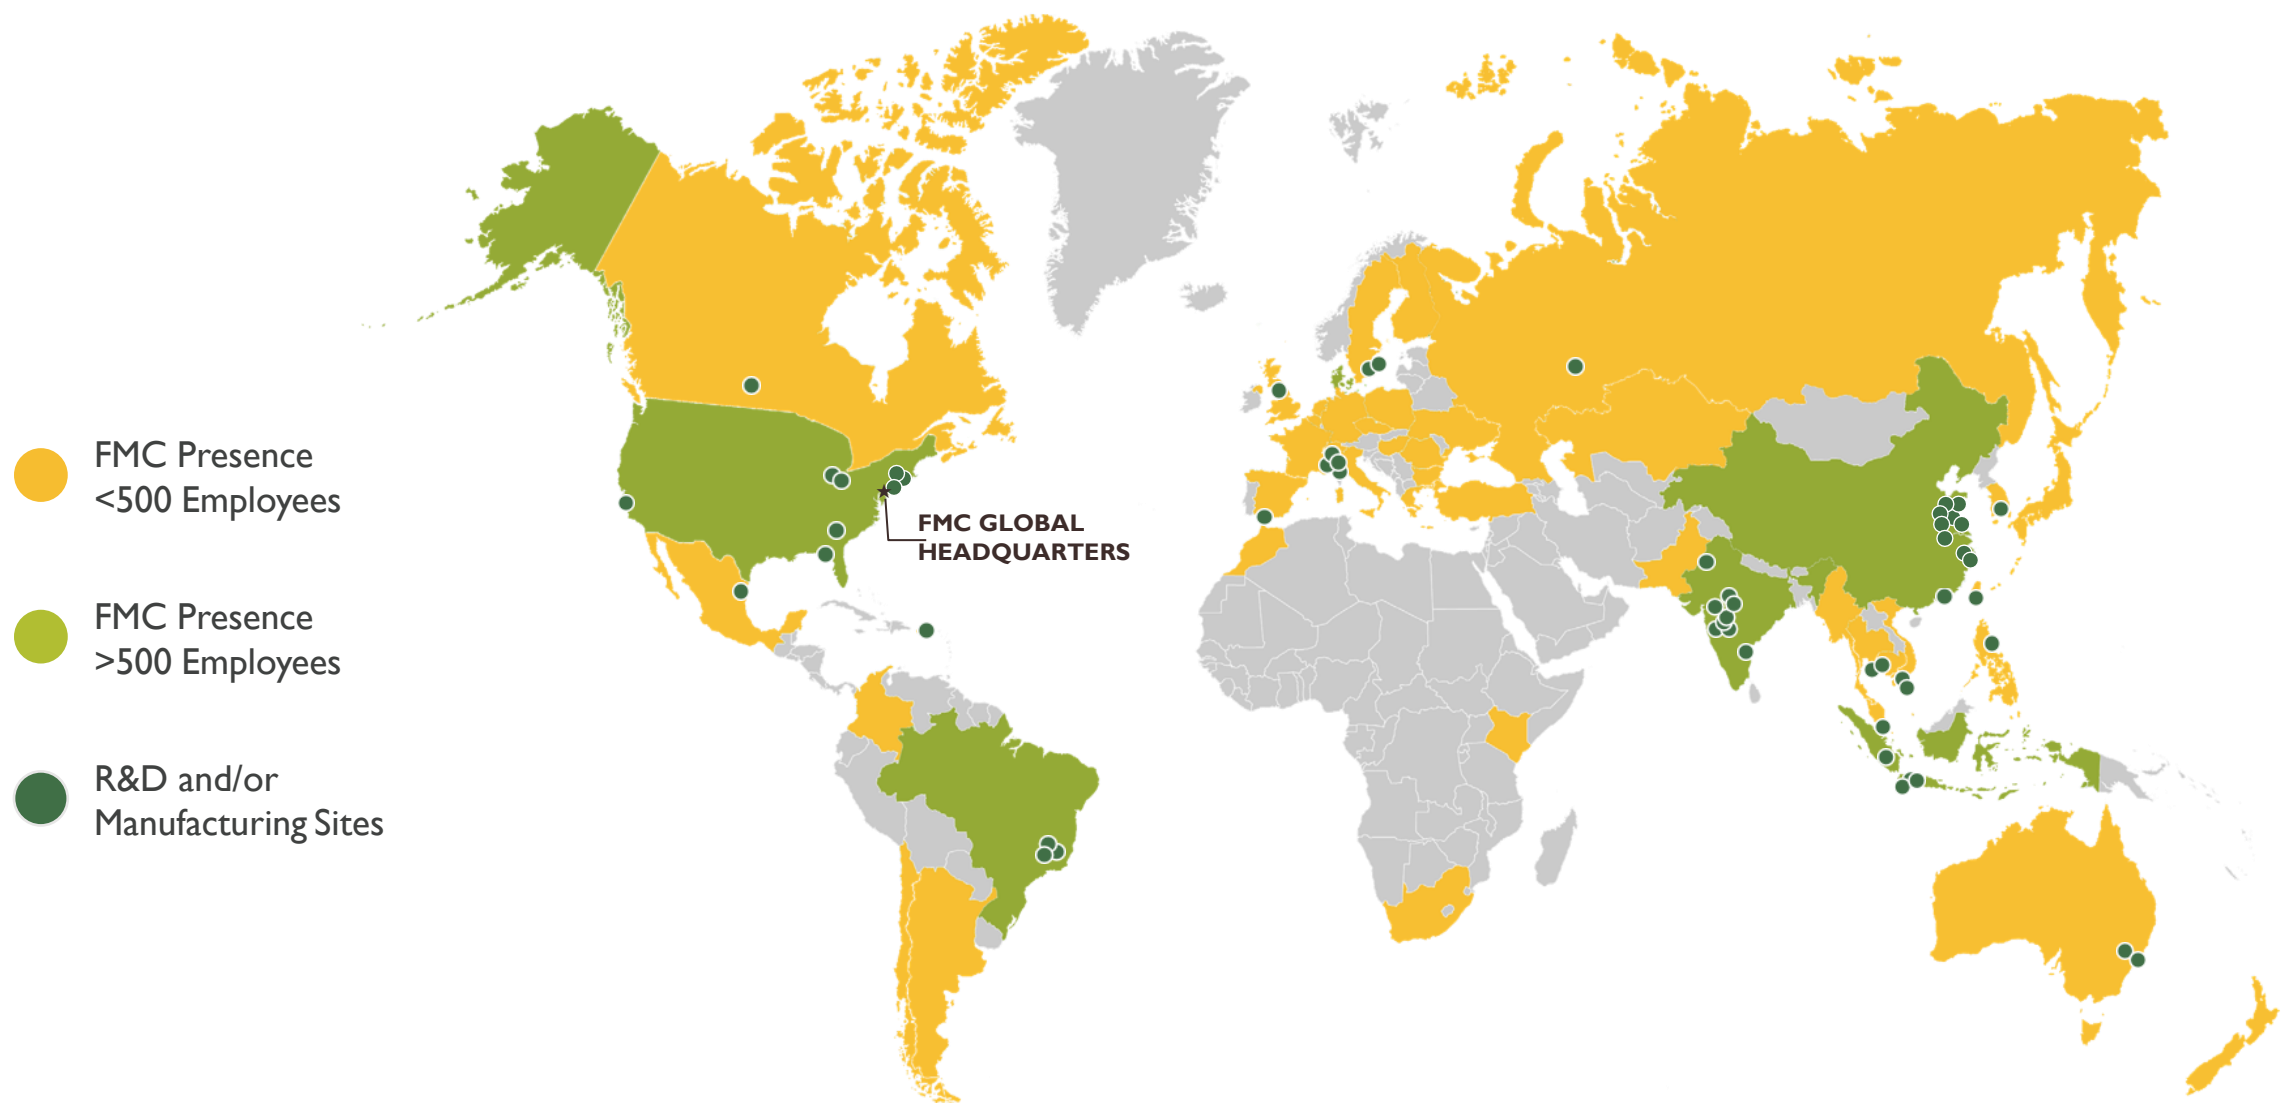 FMC Presence
<500 Employees
FMC Presence
>500 Employees
R&D and/or
Manufacturing Sites
FMC GLOBAL
HEADQUARTERS